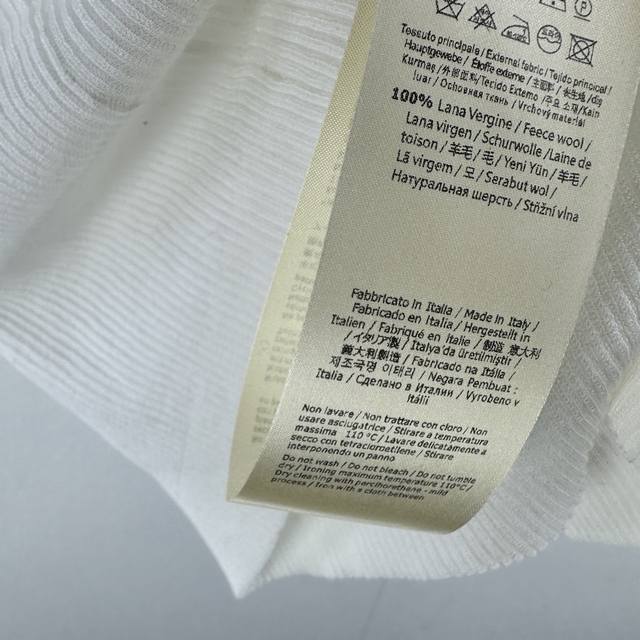 Tessuto principale / External fabric / Tejido principal /
Hauptgewebe / Étoffe externe / 主面料 /
Kumaş / 外固面料 / Tecido Externo / 주요 소재 / Kain
luar / Основная ткань / Vrchový materiál
100% Lana Vergine / Feece wool /
Lana virgen / Schurwolle / Laine de
toison / 羊毛 / 毛 / Yeni Yün / 羊毛 /
Lã virgem / 모 / Serabut wol /
Натуральная шерсть / Střižní vlna
Fabbricato in Italia / Made in Italy /
Fabricado en Italia / Hergestellt in
Italien / Fabriqué en Italie / 制造 意大利
/ イタリア製 / Italya'da üretilmiştir /
義大利製造 / Fabricado na Itália /
제조국명 이태리 / Negara Pembuat :
Italia / Сделано в Италии / Vyrobeno v
Itálii
Non lavare / Non trattare con cloro / Non
usare asciugatrice / Stirare a temperatura
massima 110°C / Lavare delicatamente a
secco con tetracloroetilene / Stirare
interponendo un panno
Do not wash / Do not bleach / Do not tumble
dry / Ironing maximum temperature 110°C /
Dry cleaning with perchlorethene - mild
process / Iron with a cloth between